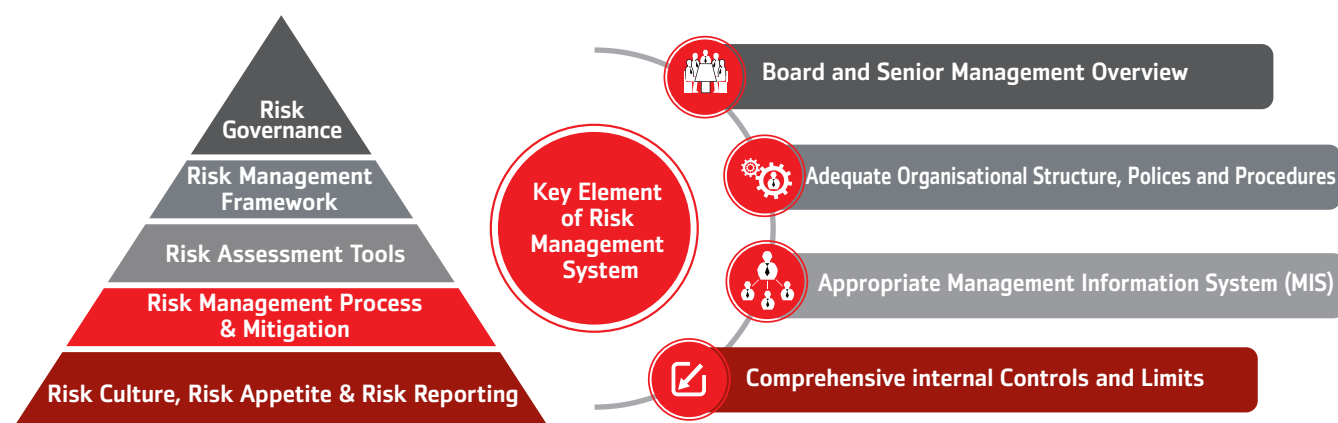 Risk
Governance
Risk Management
Framework
Risk Assessment Tools
Risk Management Process
& Mitigation
Risk Culture, Risk Appetite & Risk Reporting
Key Element
of Risk
Management
System
Board and Senior Management Overview
Adequate Organisational Structure, Polices and Procedures
Appropriate Management Information System (MIS)
Comprehensive internal Controls and Limits